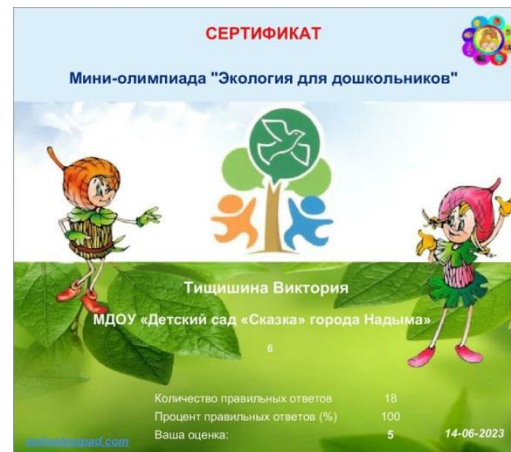 СЕРТИФИКАТ
Мини-олимпиада "Экология для дошкольников"
Тищишина Виктория
МДОУ «Детский сад «Сказка» города Надыма»
6
Количество правильных ответов 18
Процент правильных ответов (%) 100
Ваша оценка: 5
14-06-2023